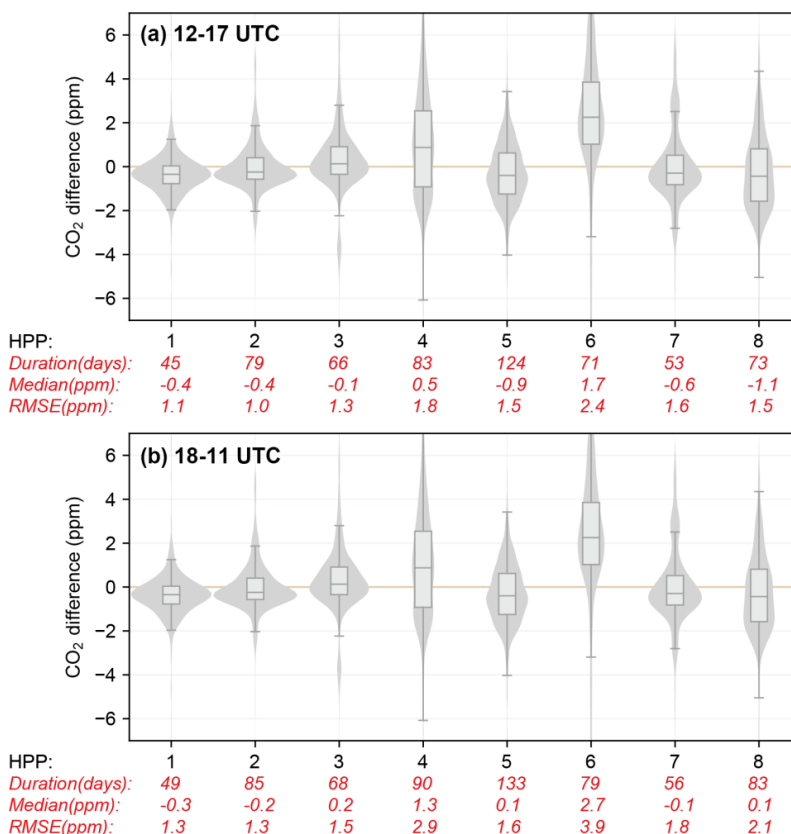 (a) 12-17 UTC
CO₂ difference (ppm)
6
4
2
0
−2
−4
−6
HPP: 1 2 3 4 5 6 7 8
Duration(days): 45 79 66 83 124 71 53 73
Median(ppm): -0.4 -0.4 -0.1 0.5 -0.9 1.7 -0.6 -1.1
RMSE(ppm): 1.1 1.0 1.3 1.8 1.5 2.4 1.6 1.5
(b) 18-11 UTC
CO₂ difference (ppm)
6
4
2
0
−2
−4
−6
HPP: 1 2 3 4 5 6 7 8
Duration(days): 49 85 68 90 133 79 56 83
Median(ppm): -0.3 -0.2 0.2 1.3 0.1 2.7 -0.1 0.1
RMSE(ppm): 1.3 1.3 1.5 2.9 1.6 3.9 1.8 2.1